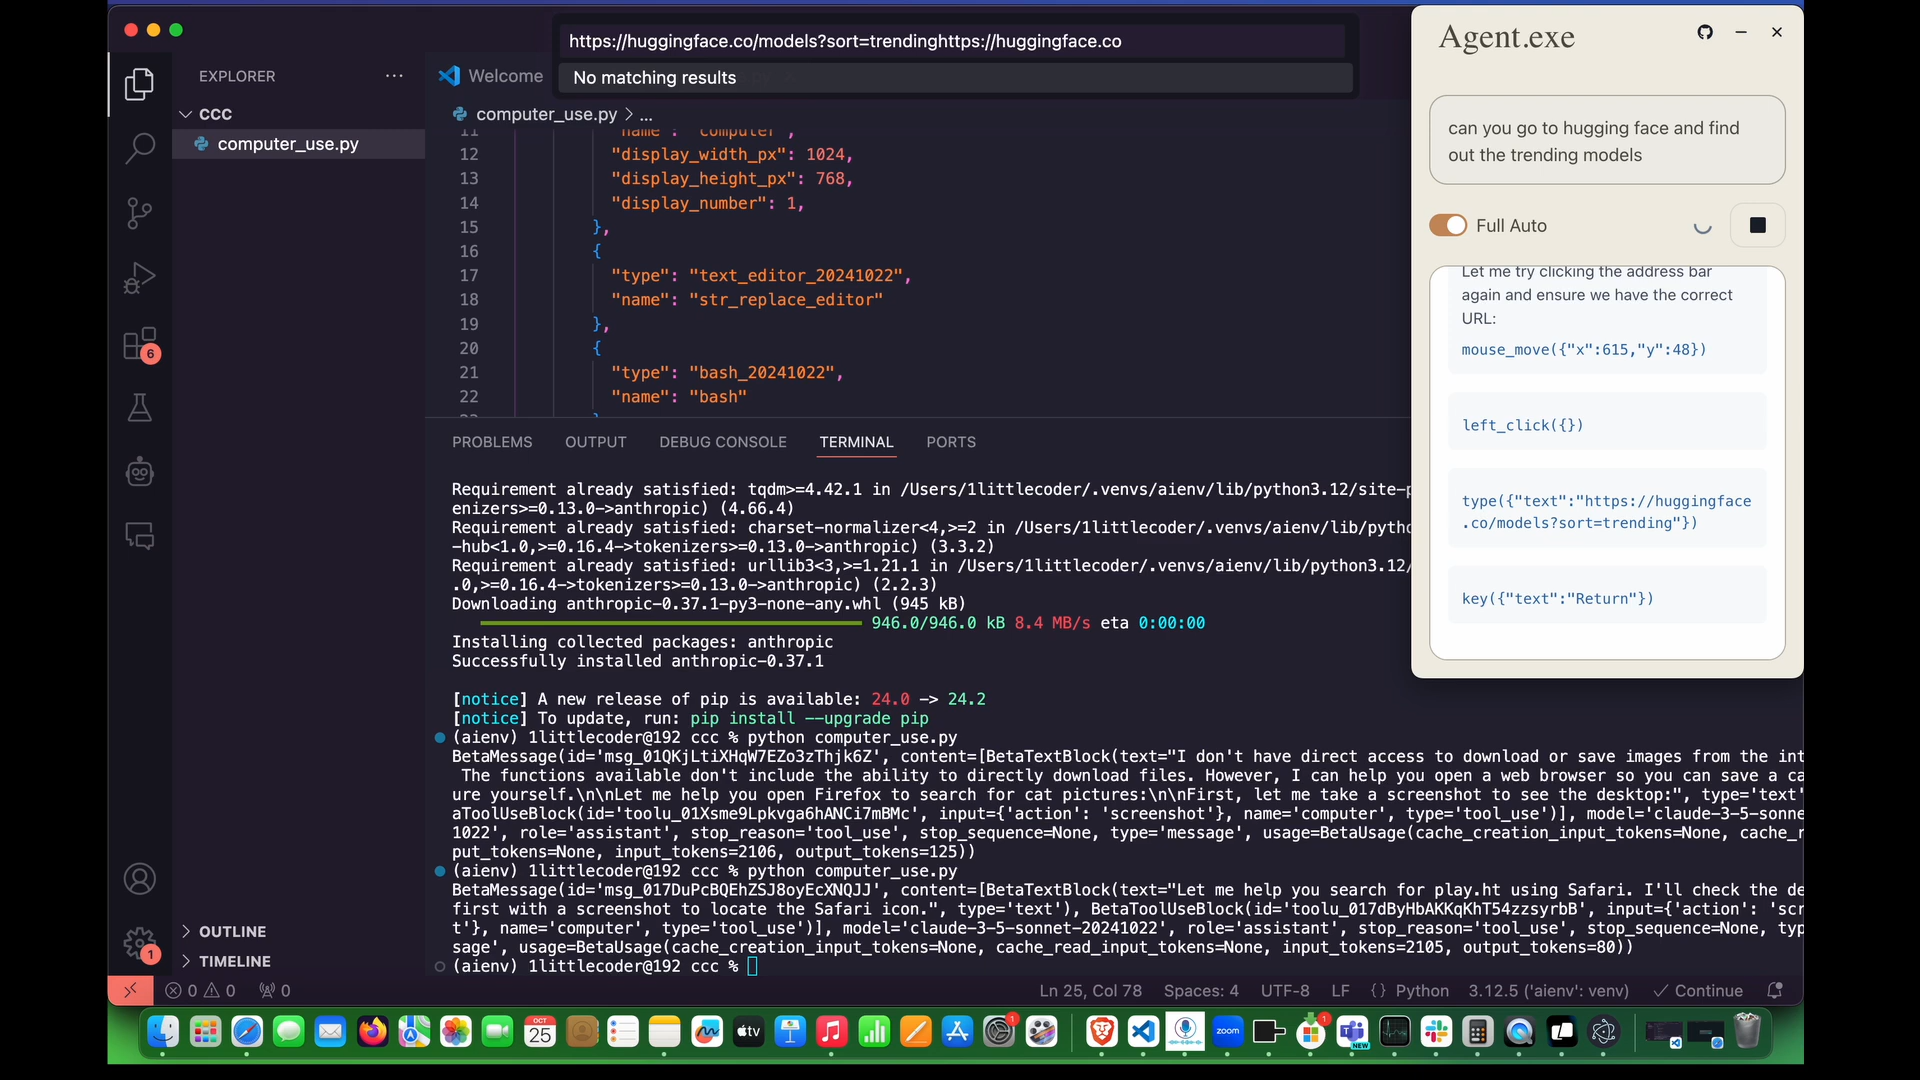 https://huggingface.co/models?sort=trendinghttps://huggingface.co
No matching results
EXPLORER
CCC
computer_use.py
OUTLINE
TIMELINE
6
1
Welcome
computer_use.py > ...
11 "name": "computer",
12 "display_width_px": 1024,
13 "display_height_px": 768,
14 "display_number": 1,
15 },
16 {
17 "type": "text_editor_20241022",
18 "name": "str_replace_editor"
19 },
20 {
21 "type": "bash_20241022",
22 "name": "bash"
PROBLEMS OUTPUT DEBUG CONSOLE TERMINAL PORTS
Requirement already satisfied: tqdm>=4.42.1 in /Users/1littlecoder/.venvs/aienv/lib/python3.12/site-p
enizers>=0.13.0->anthropic) (4.66.4)
Requirement already satisfied: charset-normalizer<4,>=2 in /Users/1littlecoder/.venvs/aienv/lib/pytho
-hub<1.0,>=0.16.4->tokenizers>=0.13.0->anthropic) (3.3.2)
Requirement already satisfied: urllib3<3,>=1.21.1 in /Users/1littlecoder/.venvs/aienv/lib/python3.12/
.0,>=0.16.4->tokenizers>=0.13.0->anthropic) (2.2.3)
Downloading anthropic-0.37.1-py3-none-any.whl (945 kB)
946.0/946.0 kB 8.4 MB/s eta 0:00:00
Installing collected packages: anthropic
Successfully installed anthropic-0.37.1
[notice] A new release of pip is available: 24.0 -> 24.2
[notice] To update, run: pip install --upgrade pip
(aienv) 1littlecoder@192 ccc % python computer_use.py
BetaMessage(id='msg_01QKjLtiXHqW7EZo3zThjk6Z', content=[BetaTextBlock(text="I don't have direct access to download or save images from the int
The functions available don't include the ability to directly download files. However, I can help you open a web browser so you can save a ca
ure yourself.\n\nLet me help you open Firefox to search for cat pictures:\n\nFirst, let me take a screenshot to see the desktop:", type='text'
aToolUseBlock(id='toolu_01Xsme9Lpkvga6hANCi7mBMc', input={'action': 'screenshot'}, name='computer', type='tool_use')], model='claude-3-5-sonne
1022', role='assistant', stop_reason='tool_use', stop_sequence=None, type='message', usage=BetaUsage(cache_creation_input_tokens=None, cache_r
put_tokens=None, input_tokens=2106, output_tokens=125))
(aienv) 1littlecoder@192 ccc % python computer_use.py
BetaMessage(id='msg_017DuPcBQEhZSJ8oyEcXNQJJ', content=[BetaTextBlock(text="Let me help you search for play.ht using Safari. I'll check the de
first with a screenshot to locate the Safari icon.", type='text'), BetaToolUseBlock(id='toolu_017dByHbAKKqKhT54zzsyrbB', input={'action': 'scr
t'}, name='computer', type='tool_use')], model='claude-3-5-sonnet-20241022', role='assistant', stop_reason='tool_use', stop_sequence=None, typ
sage', usage=BetaUsage(cache_creation_input_tokens=None, cache_read_input_tokens=None, input_tokens=2105, output_tokens=80))
(aienv) 1littlecoder@192 ccc %
0 0 0
Ln 25, Col 78 Spaces: 4 UTF-8 LF {} Python 3.12.5 ('aienv': venv) Continue
Agent.exe
can you go to hugging face and find
out the trending models
Full Auto
Let me try clicking the address bar
again and ensure we have the correct
URL:
mouse_move({"x":615,"y":48})
left_click({})
type({"text":"https://huggingface
.co/models?sort=trending"})
key({"text":"Return"})
OCT
25
tv
1
zoom
1
NEW